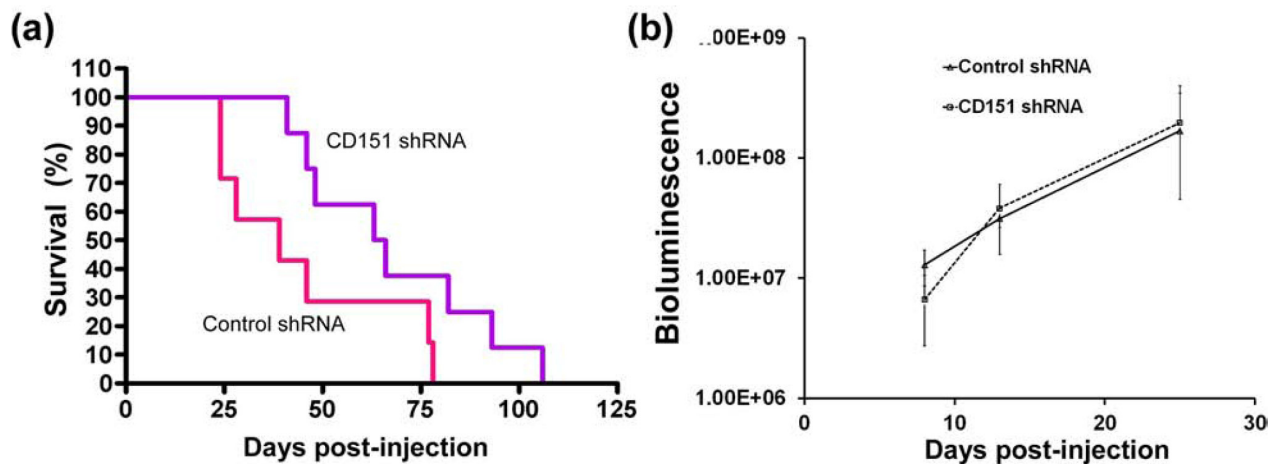 (a)
110
100
90
80
70
60
50
40
30
20
10
0
Survival (%)
CD151 shRNA
Control shRNA
0 25 50 75 100 125
Days post-injection
(b)
.00E+09
1.00E+08
1.00E+07
1.00E+06
Bioluminescence
Control shRNA
CD151 shRNA
0 10 20 30
Days post-injection